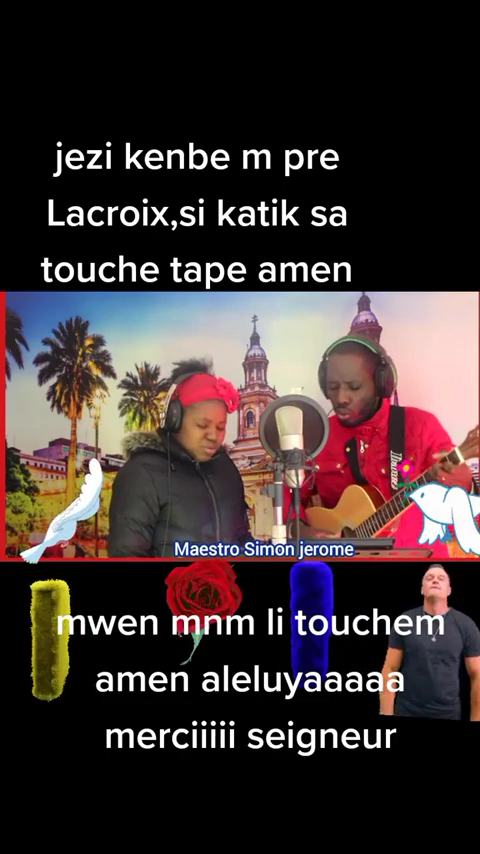 jezi kenbe m pre
Lacroix,si katik sa
touche tape amen
Maestro Simon jerome
mwen mnm li touchem
amen aleluyaaaaa
merciiiii seigneur